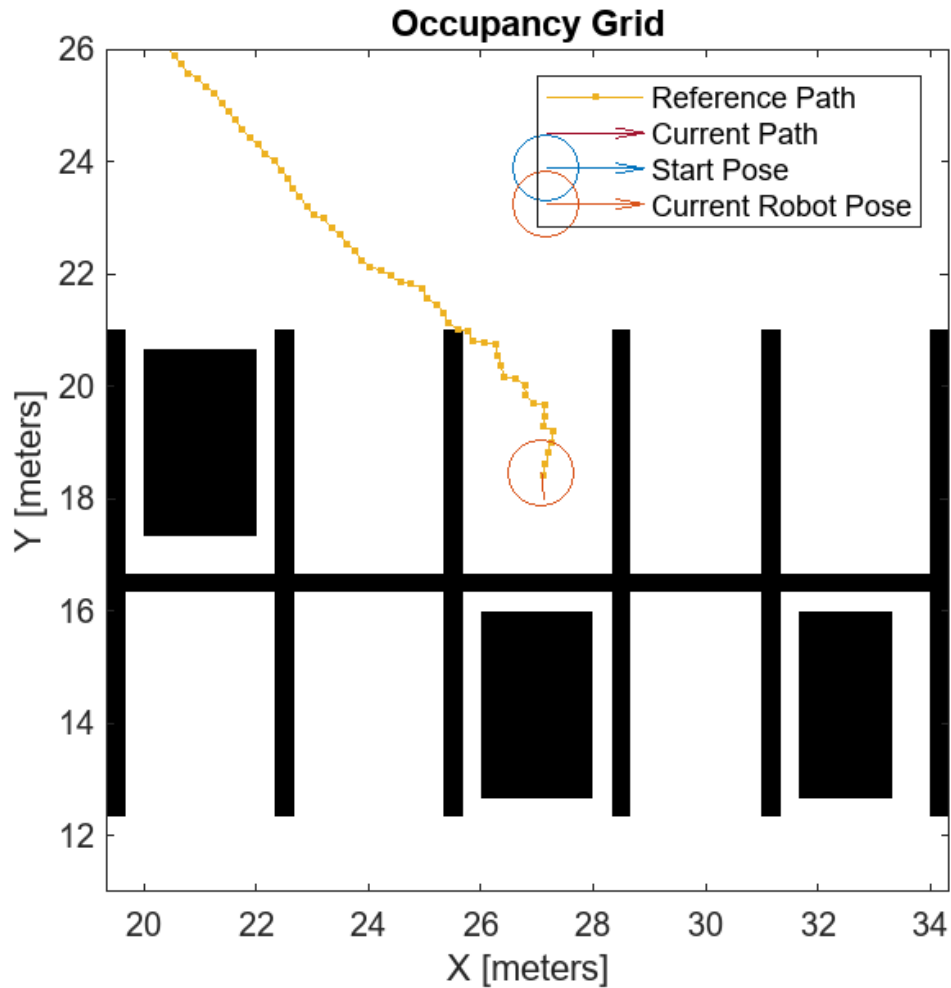 Occupancy Grid
26
24
22
20
18
16
14
12
Y [meters]
Reference Path
Current Path
Start Pose
Current Robot Pose
20 22 24 26 28 30 32 34
X [meters]